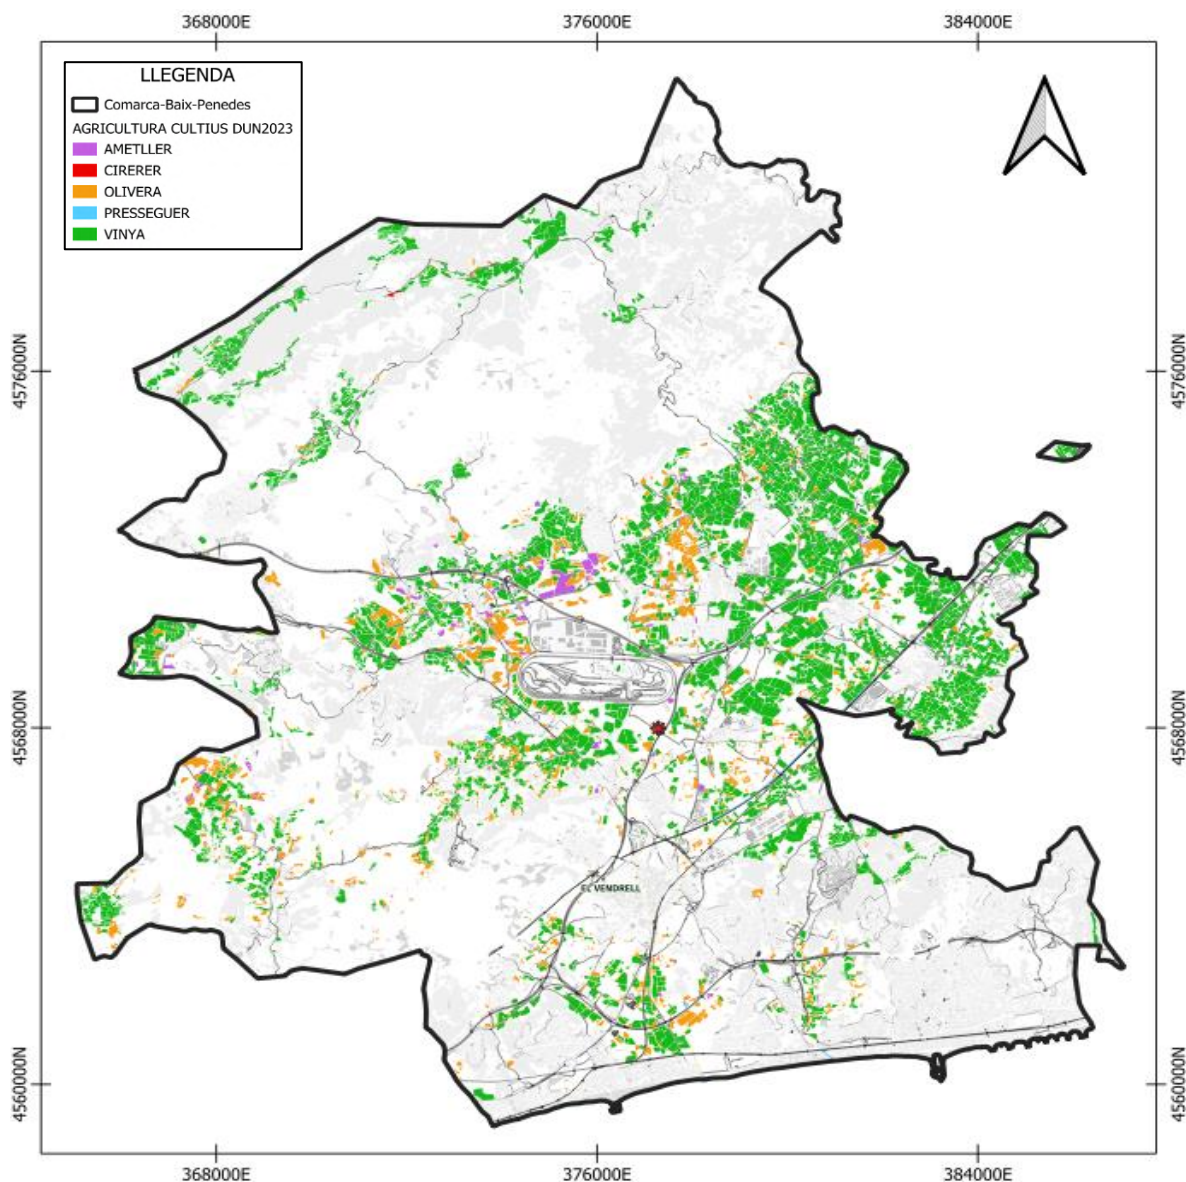 368000E
376000E
384000E
LLEGENDA
Comarca-Baix-Penedes
AGRICULTURA CULTIUS DUN2023
AMETLLER
CIRERER
OLIVERA
PRESSEGUER
VINYA
4576000N
4576000N
4568000N
4568000N
EL VENDRELL
4560000N
4560000N
368000E
376000E
384000E